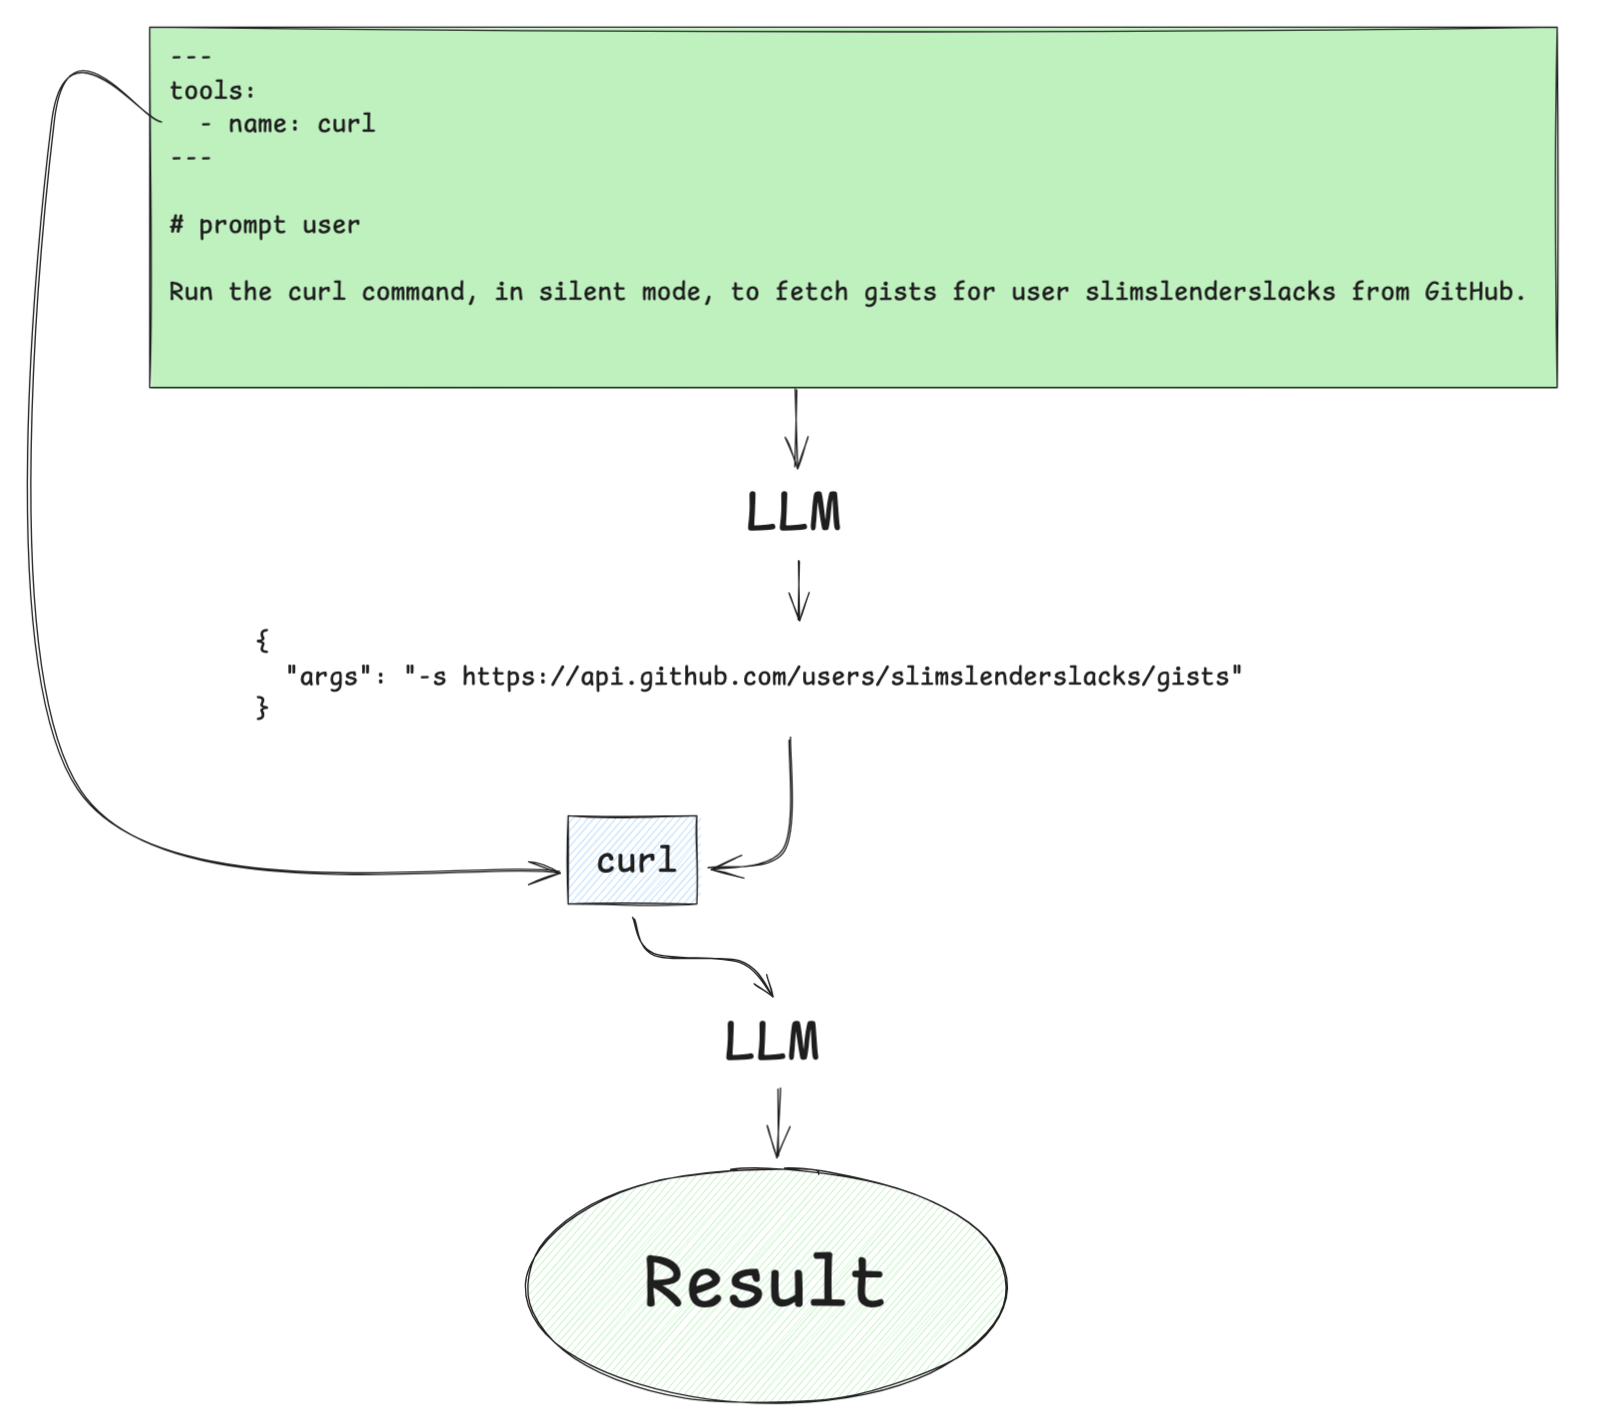 ---
tools:
  - name: curl
---
# prompt user
Run the curl command, in silent mode, to fetch gists for user slimslenderslacks from GitHub.
LLM
{
  "args": "-s https://api.github.com/users/slimslenderslacks/gists"
}
curl
LLM
Result